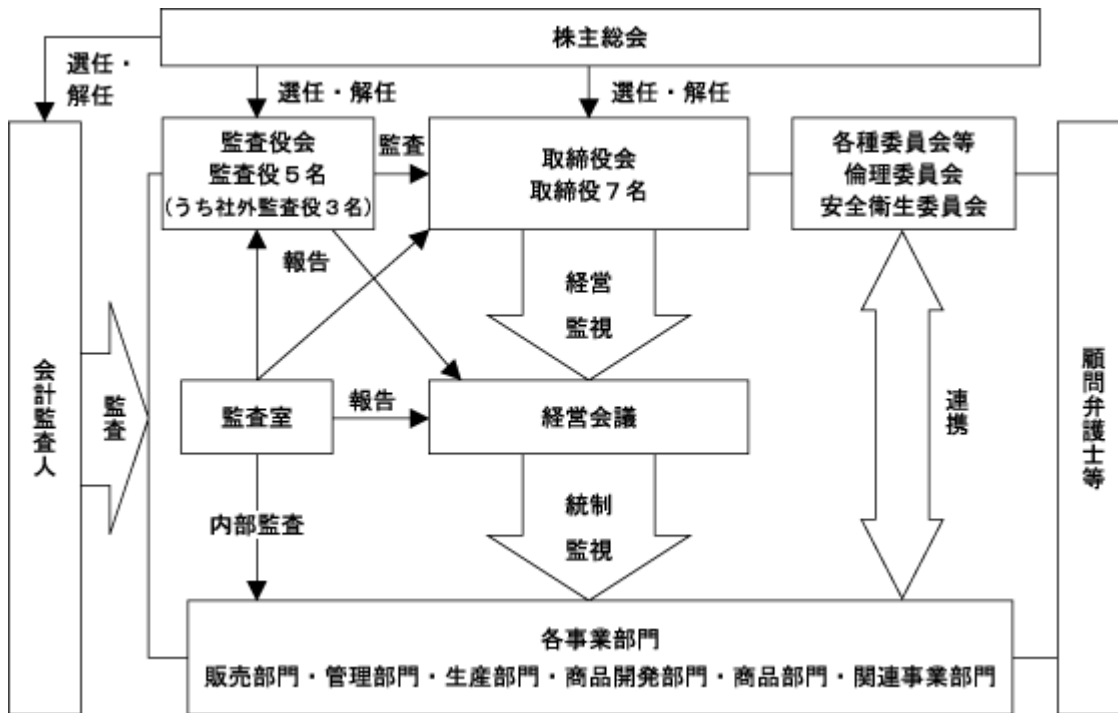 株主総会
選任・
解任
選任・解任
選任・解任
監査役会
監査役5名
(うち社外監査役3名)
監査
取締役会
取締役7名
各種委員会等
倫理委員会
安全衛生委員会
報告
経営
監視
会計監査人
監査
監査室
報告
経営会議
連携
顧問弁護士等
内部監査
統制
監視
各事業部門
販売部門・管理部門・生産部門・商品開発部門・商品部門・関連事業部門